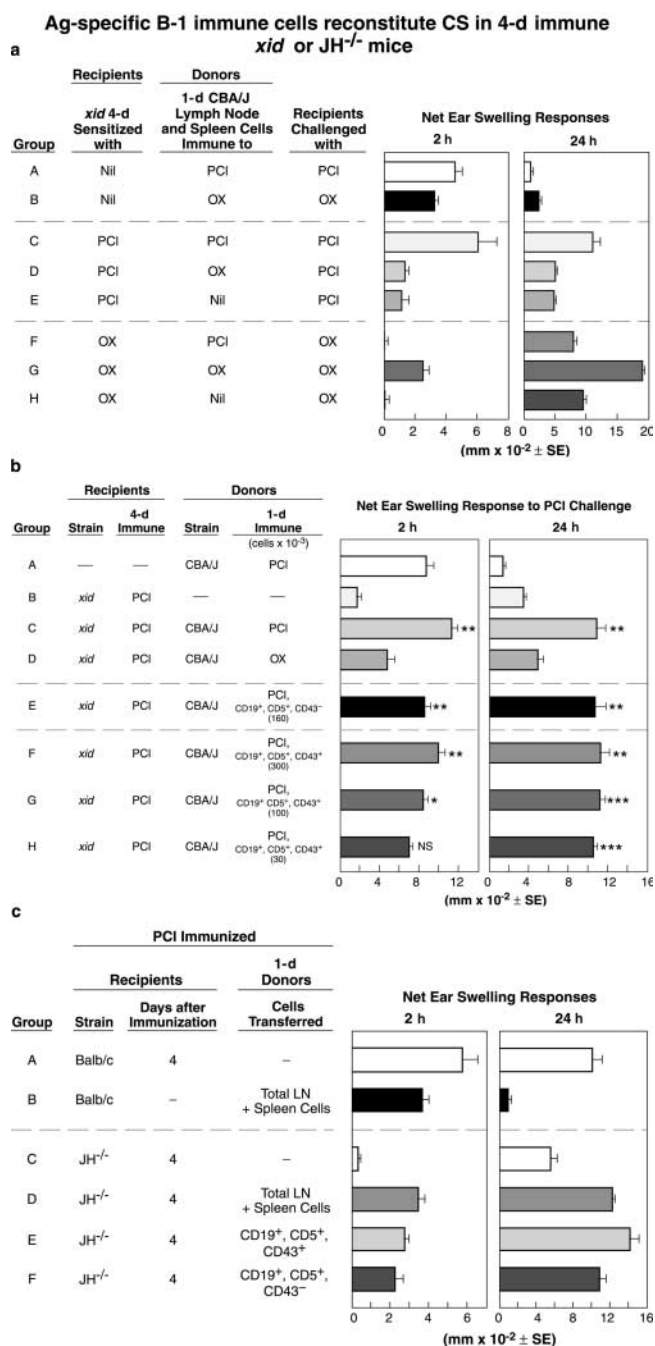 Ag-specific B-1 immune cells reconstitute CS in 4-d immune
xid or JH-/- mice
a
Recipients Donors
Group xid 4-d Sensitized with 1-d CBA/J Lymph Node and Spleen Cells Immune to Recipients Challenged with
Net Ear Swelling Responses
2 h 24 h
A Nil PCl PCl
B Nil OX OX
C PCl PCl PCl
D PCl OX PCl
E PCl Nil PCl
F OX PCl OX
G OX OX OX
H OX Nil OX
0 2 4 6 8 0 5 10 15 20
(mm x 10-2 ± SE)
b
Recipients Donors
Group Strain 4-d Immune Strain 1-d Immune (cells x 10-3)
Net Ear Swelling Response to PCl Challenge
2 h 24 h
A — — CBA/J PCl
B xid PCl — —
C xid PCl CBA/J PCl ** **
D xid PCl CBA/J OX
E xid PCl CBA/J PCl, CD19+, CD5+, CD43- (160) ** **
F xid PCl CBA/J PCl, CD19+, CD5+, CD43+ (300) ** **
G xid PCl CBA/J PCl, CD19+ CD5+, CD43+ (100) * ***
H xid PCl CBA/J PCl, CD19+, CD5+, CD43+ (30) NS ***
0 4 8 12 0 4 8 12 16
(mm x 10-2 ± SE)
c
PCl Immunized
Recipients 1-d Donors
Group Strain Days after Immunization Cells Transferred
Net Ear Swelling Responses
2 h 24 h
A Balb/c 4 –
B Balb/c – Total LN + Spleen Cells
C JH-/- 4 –
D JH-/- 4 Total LN + Spleen Cells
E JH-/- 4 CD19+, CD5+, CD43+
F JH-/- 4 CD19+, CD5+, CD43-
0 2 4 6 0 4 8 12 16
(mm x 10-2 ± SE)